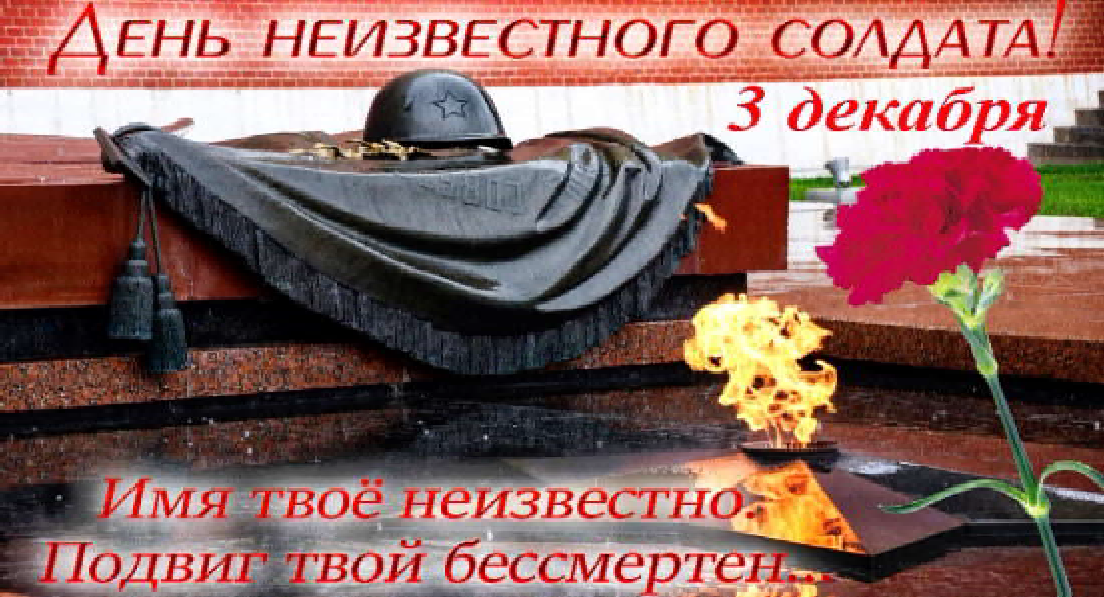 День неизвестного солдата!
3 декабря
Имя твоё неизвестно.
Подвиг твой бессмертен...